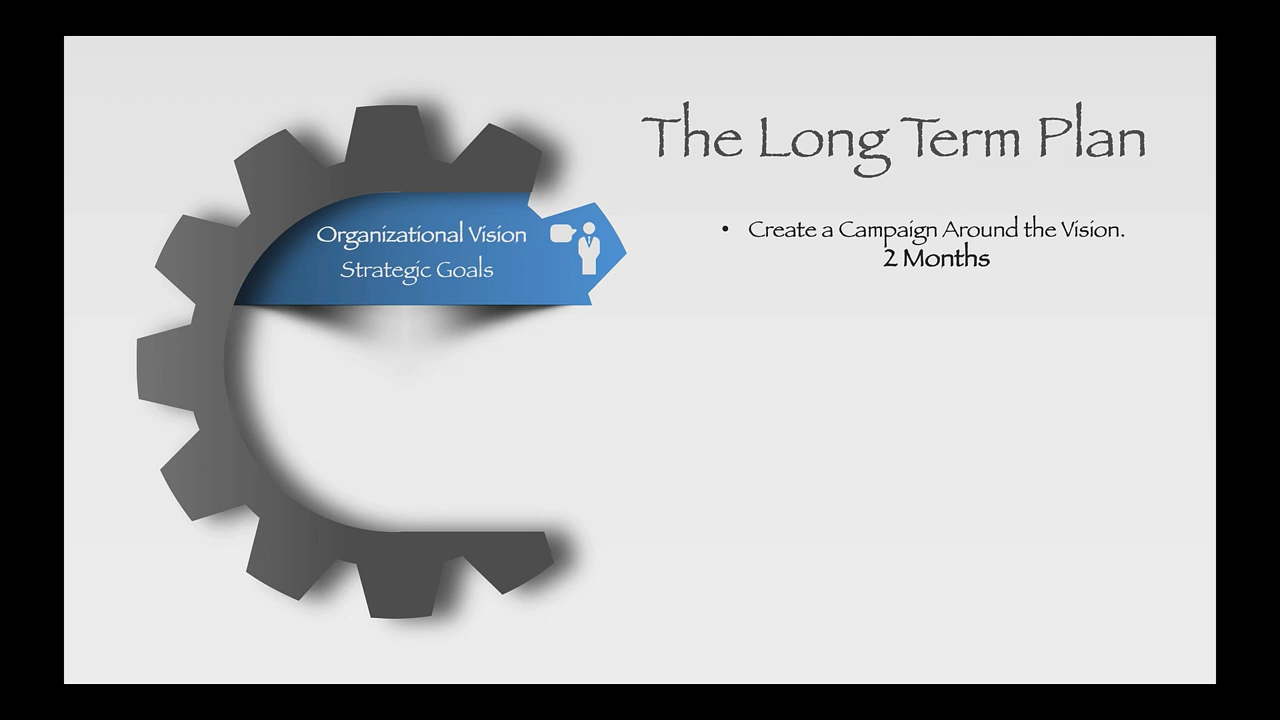 The Long Term Plan
Organizational Vision
Strategic Goals
• Create a Campaign Around the Vision.
2 Months